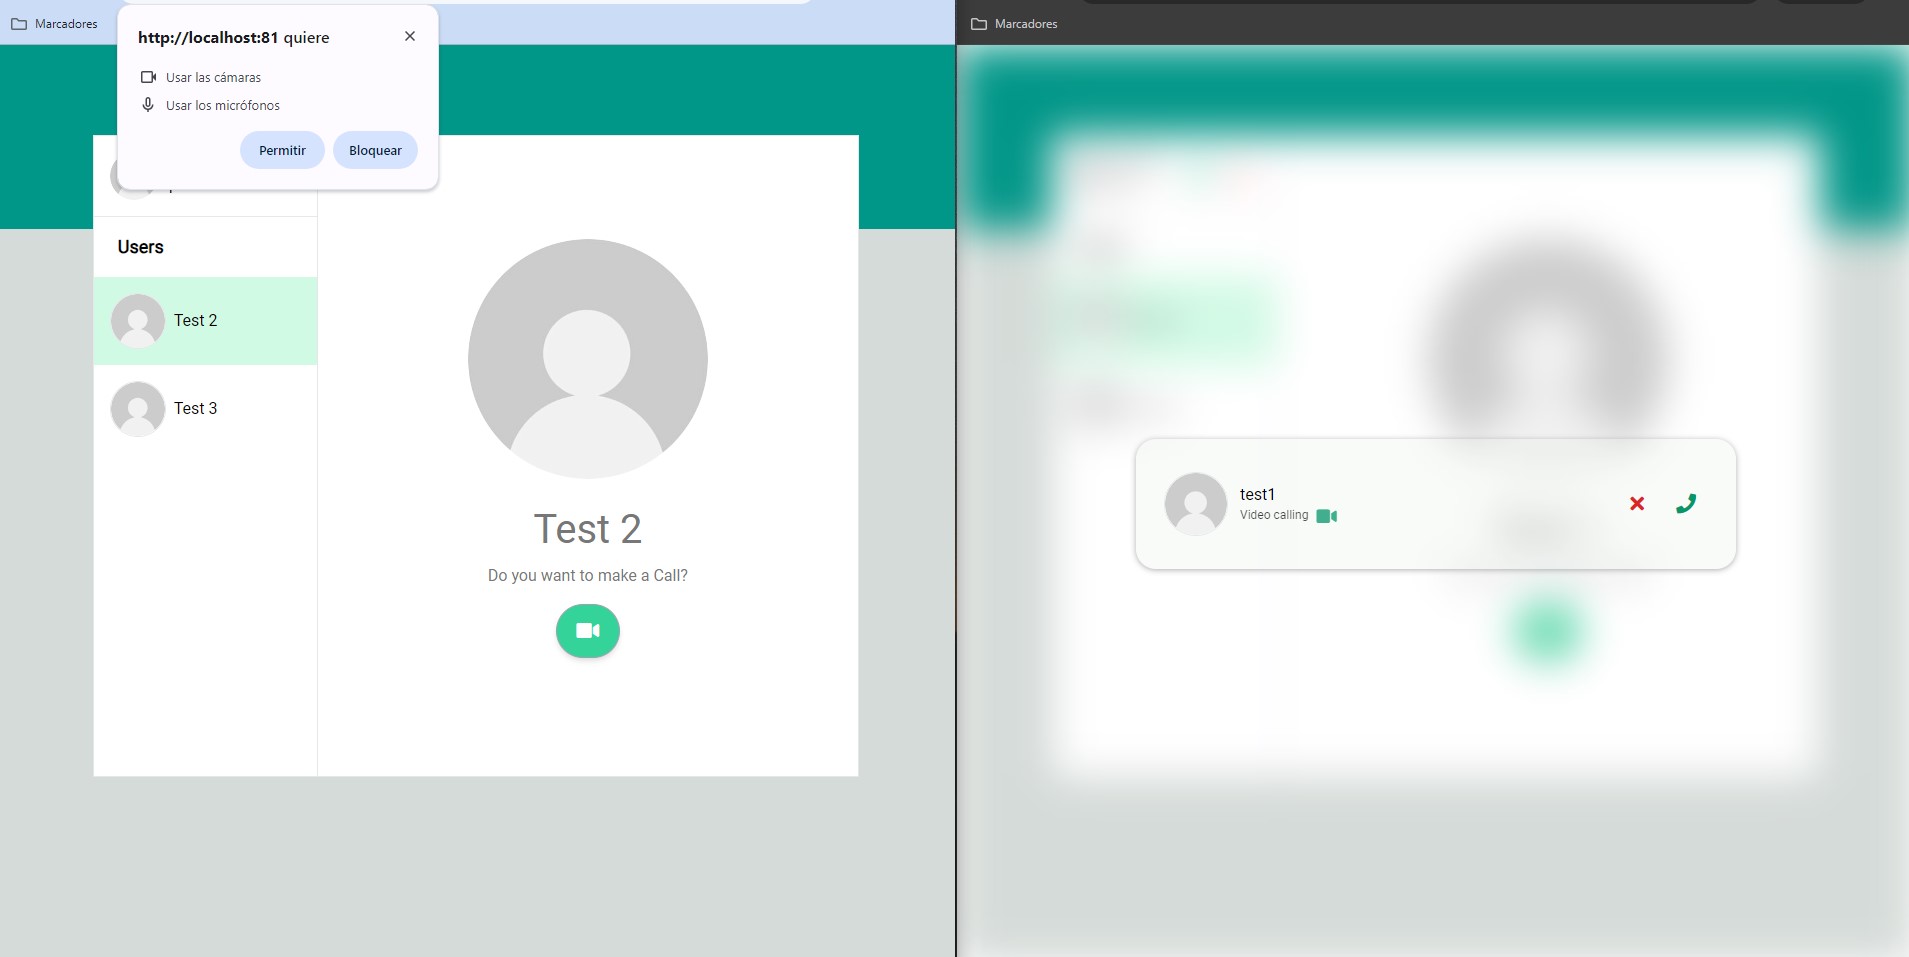 Marcadores
http://localhost:81 quiere
Usar las cámaras
Usar los micrófonos
Permitir
Bloquear
Users
Test 2
Test 3
Test 2
Do you want to make a Call?
Marcadores
test1
Video calling